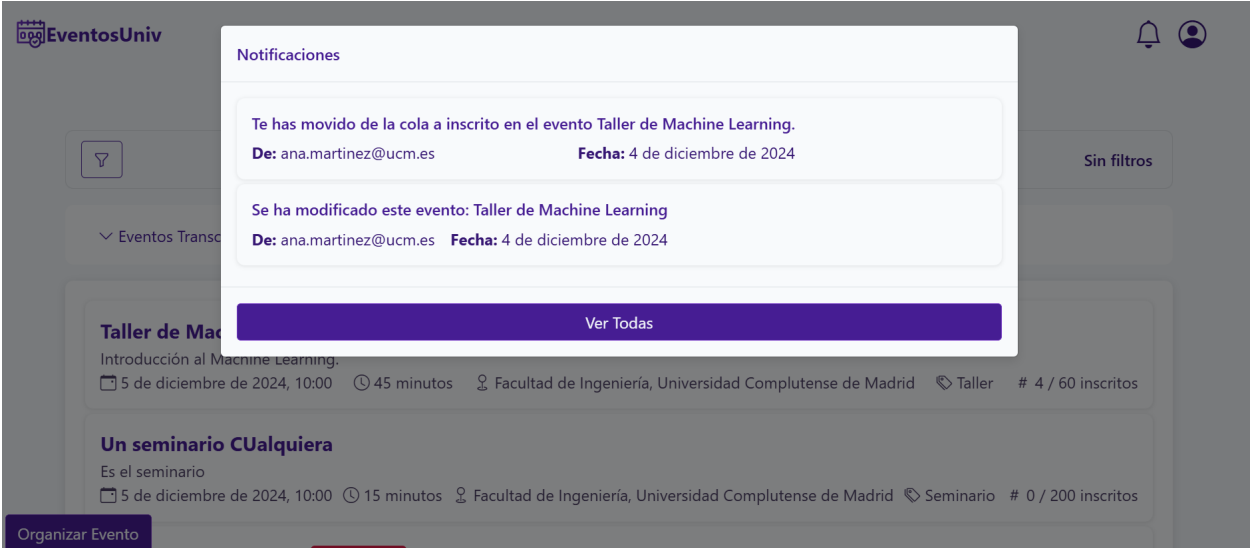 EventosUniv
Notificaciones
Te has movido de la cola a inscrito en el evento Taller de Machine Learning.
De: ana.martinez@ucm.es Fecha: 4 de diciembre de 2024
Sin filtros
Se ha modificado este evento: Taller de Machine Learning
De: ana.martinez@ucm.es Fecha: 4 de diciembre de 2024
Eventos Transc
Ver Todas
Taller de Mac
Introducción al Machine Learning.
5 de diciembre de 2024, 10:00 45 minutos Facultad de Ingeniería, Universidad Complutense de Madrid Taller # 4 / 60 inscritos
Un seminario CUalquiera
Es el seminario
5 de diciembre de 2024, 10:00 15 minutos Facultad de Ingeniería, Universidad Complutense de Madrid Seminario # 0 / 200 inscritos
Organizar Evento